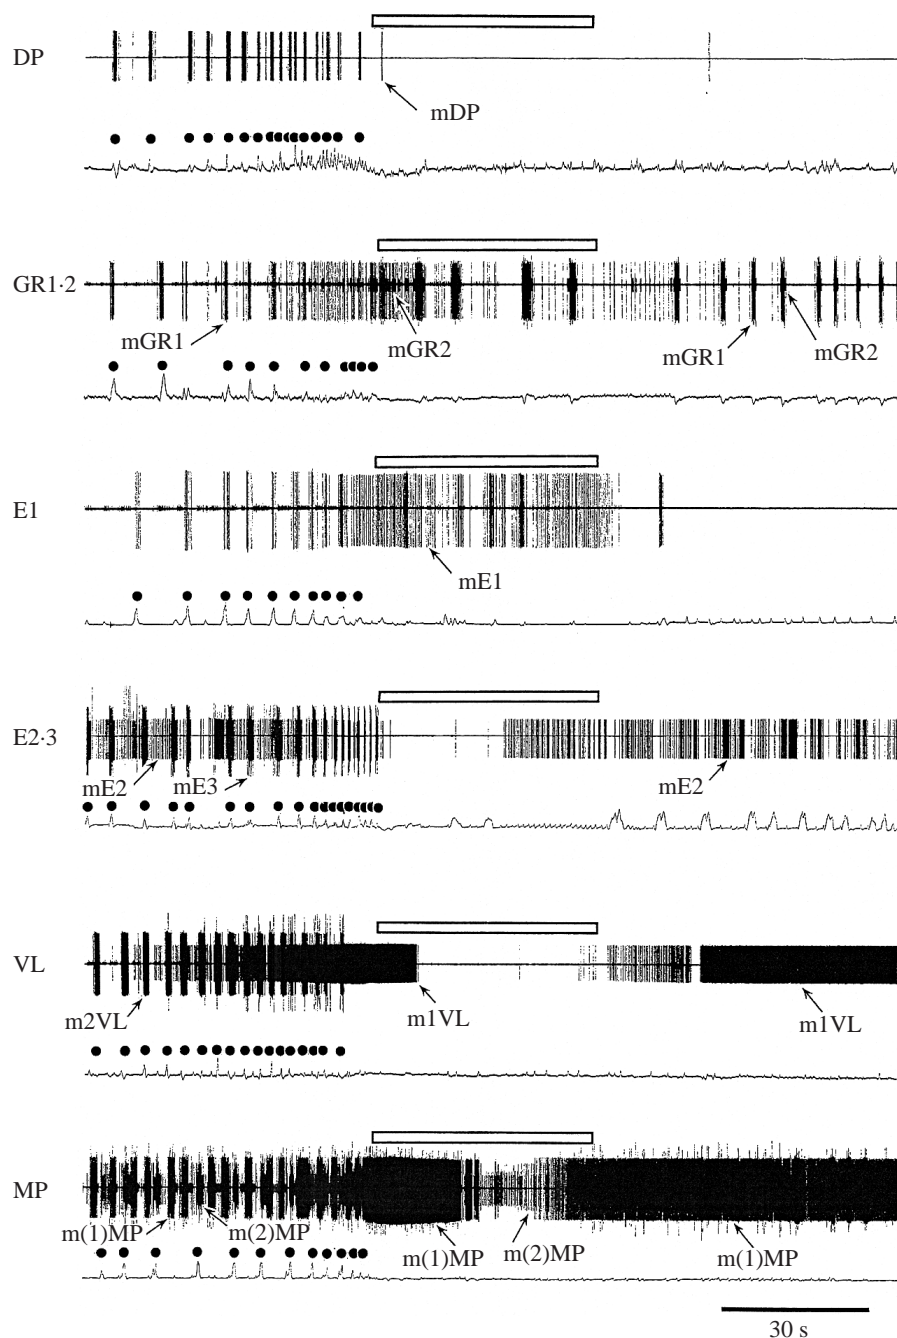 DP
mDP
GR1·2
mGR1
mGR2
mGR1
mGR2
E1
mE1
E2·3
mE2
mE3
mE2
VL
m2VL
m1VL
m1VL
MP
m(1)MP
m(2)MP
m(1)MP
m(2)MP
m(1)MP
30 s